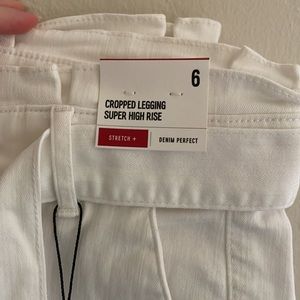 6
CROPPED LEGGING
SUPER HIGH RISE
STRETCH +
DENIM PERFECT